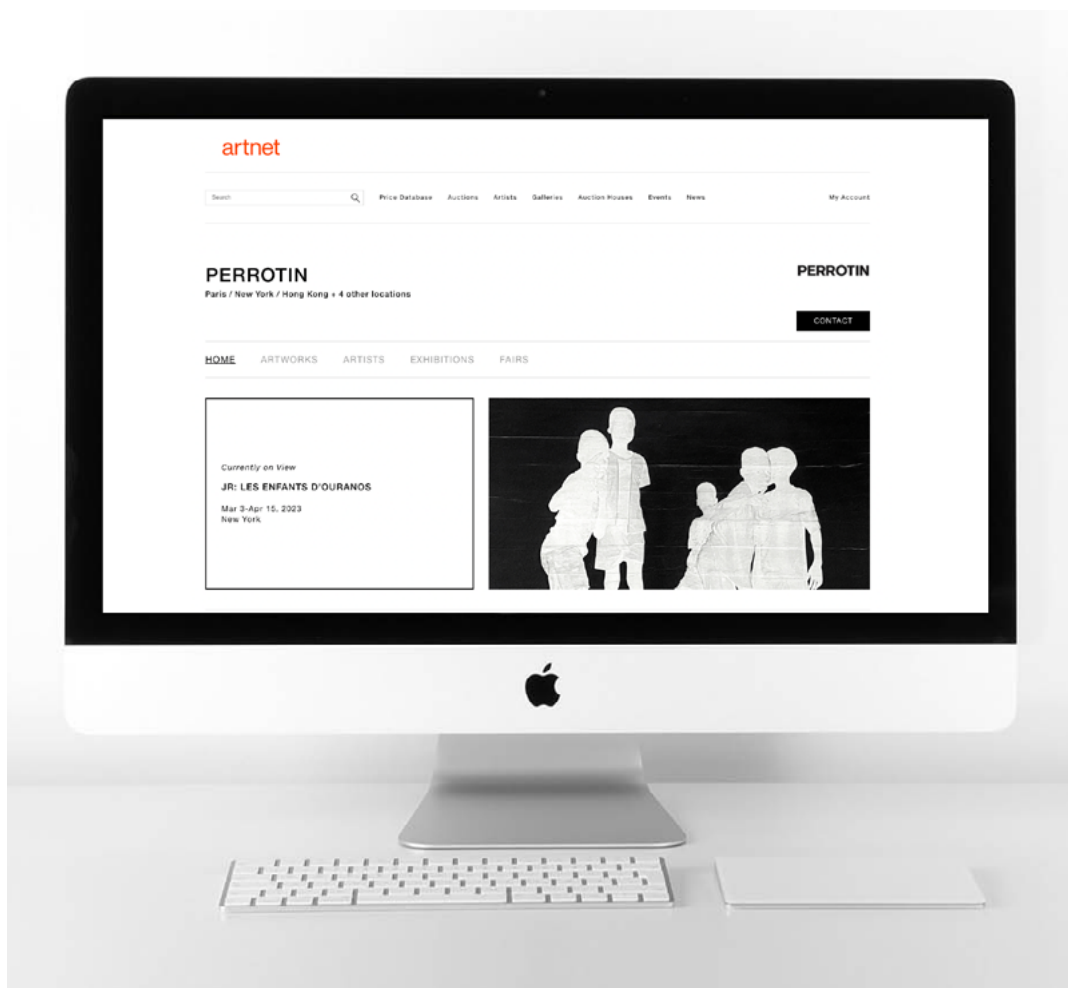 artnet
Search Price Database Auctions Artists Galleries Auction Houses Events News My Account
PERROTIN
Paris / New York / Hong Kong + 4 other locations
PERROTIN
CONTACT
HOME ARTWORKS ARTISTS EXHIBITIONS FAIRS
Currently on View
JR: LES ENFANTS D'OURANOS
Mar 3-Apr 15, 2023
New York